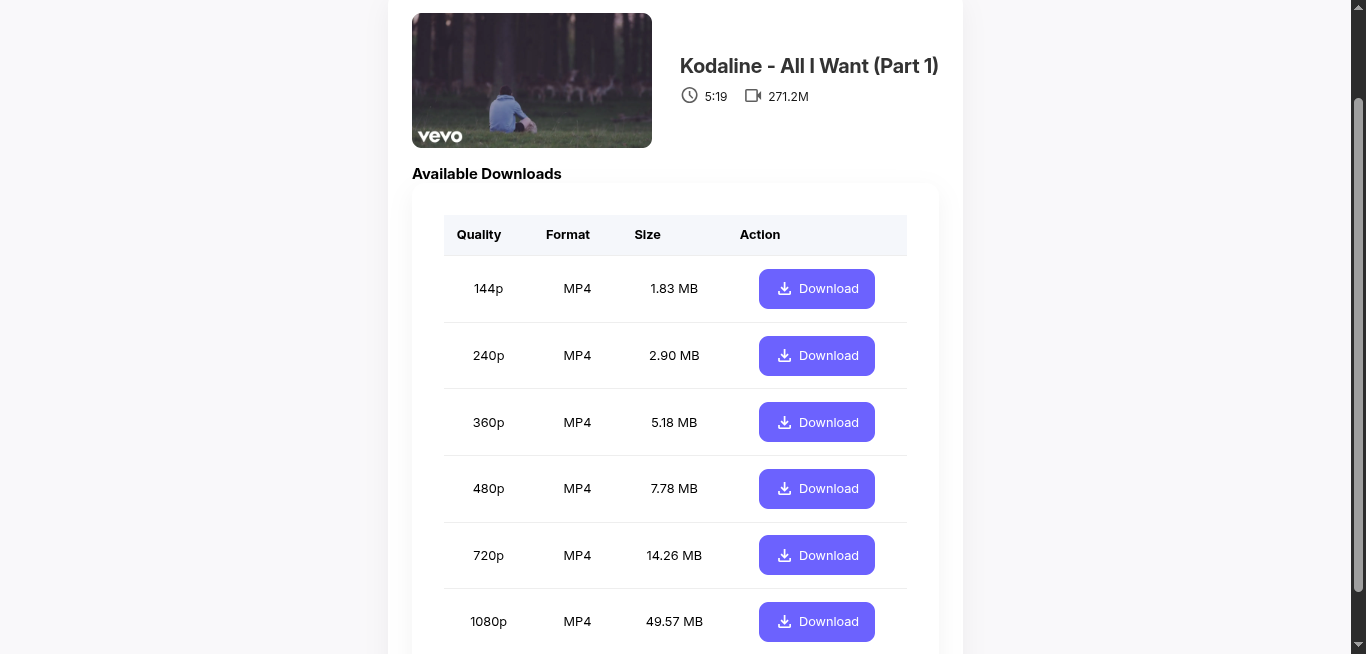 vevo
Kodaline - All I Want (Part 1)
5:19 271.2M
Available Downloads
Quality Format Size Action
144p MP4 1.83 MB Download
240p MP4 2.90 MB Download
360p MP4 5.18 MB Download
480p MP4 7.78 MB Download
720p MP4 14.26 MB Download
1080p MP4 49.57 MB Download